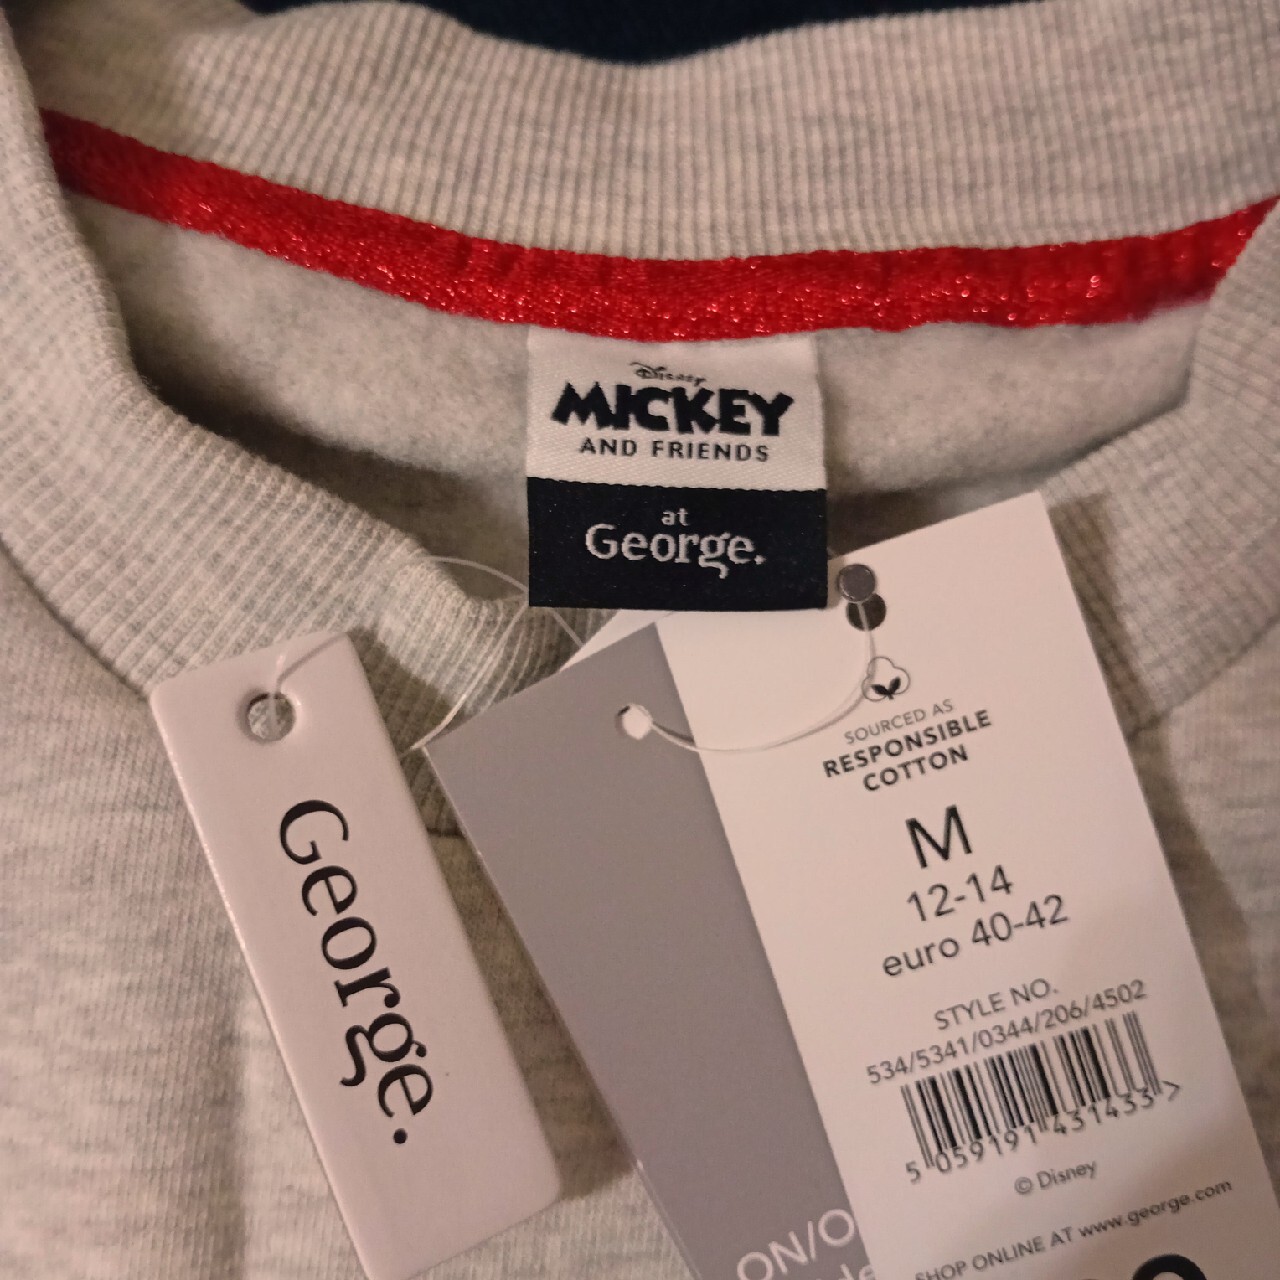 Disney
MICKEY
AND FRIENDS
at
George.
George.
SOURCED AS
RESPONSIBLE
COTTON
M
12-14
euro 40-42
STYLE NO.
534/5341/0344/206/4502
5 059191 431433 >
© Disney
SHOP ONLINE AT www.george.com
ON/O